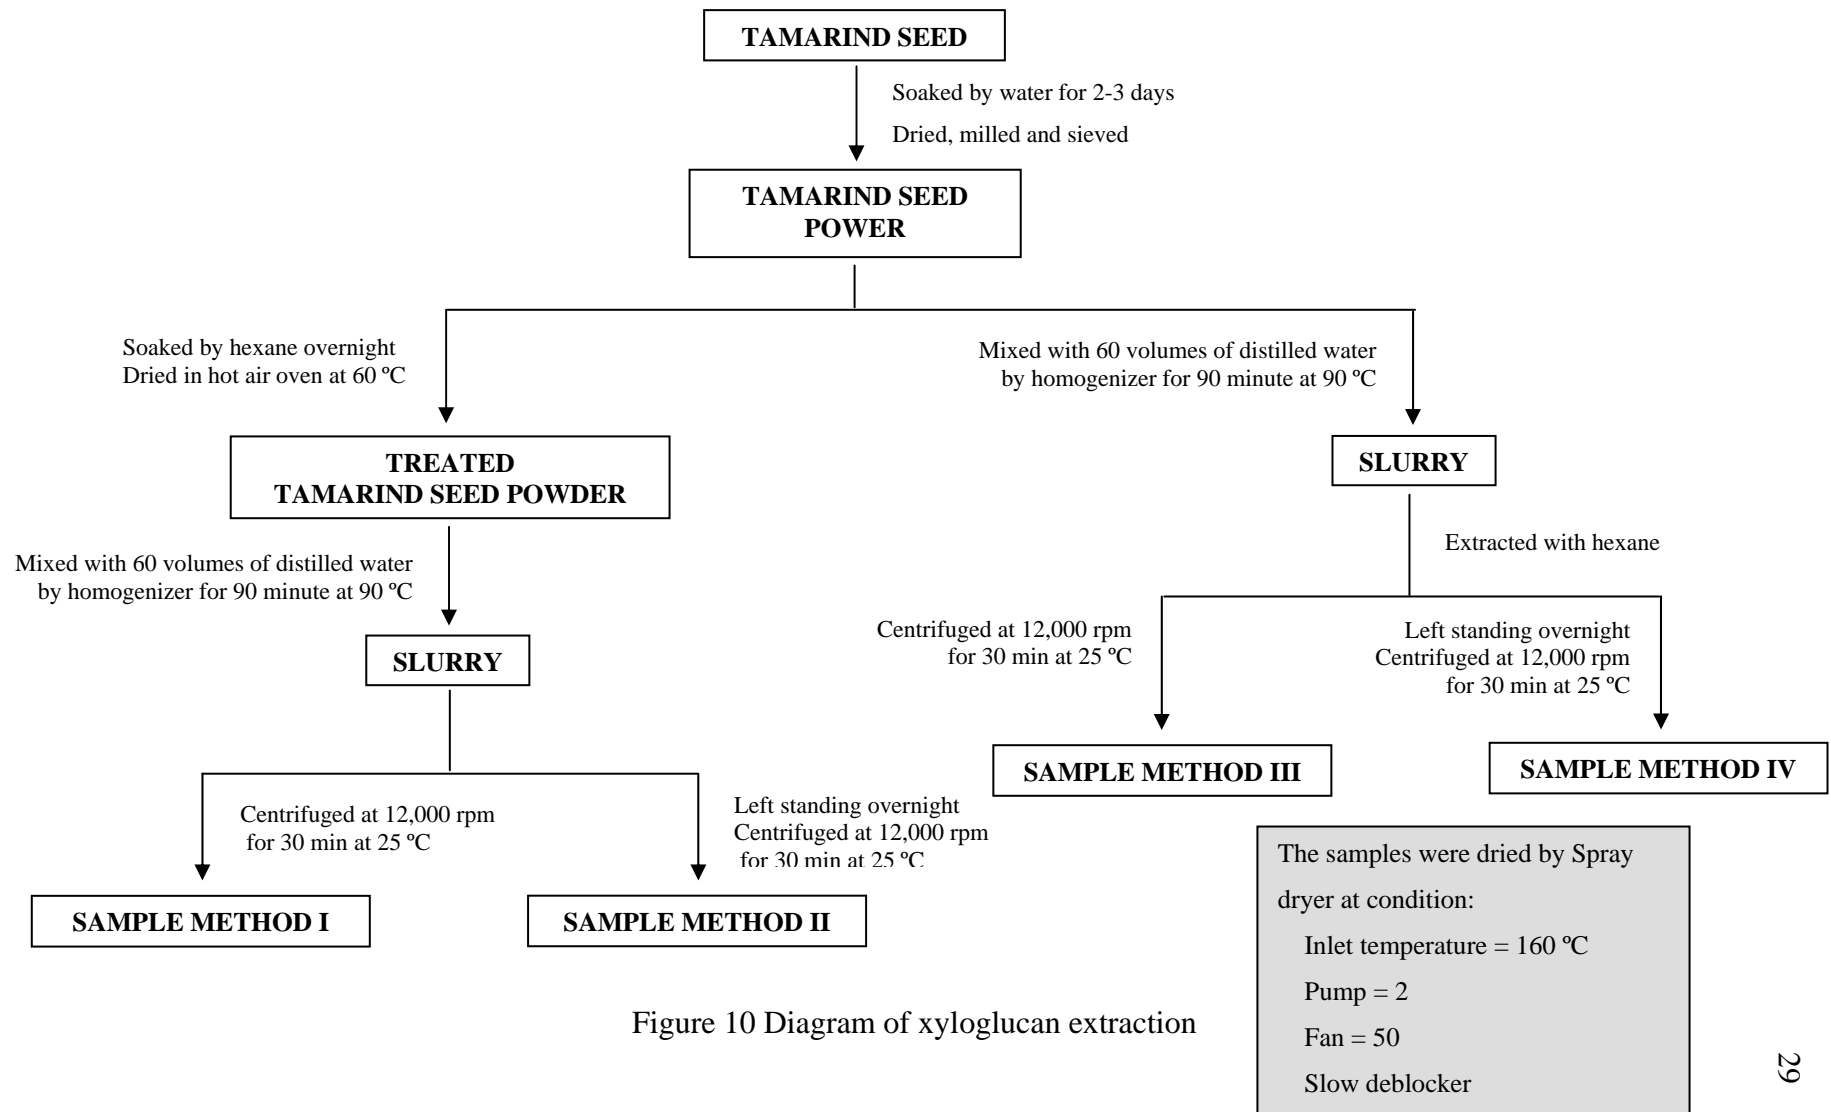 TAMARIND SEED
Soaked by water for 2-3 days
Dried, milled and sieved
TAMARIND SEED
POWER
Soaked by hexane overnight
Dried in hot air oven at 60 ºC
Mixed with 60 volumes of distilled water
by homogenizer for 90 minute at 90 ºC
TREATED
TAMARIND SEED POWDER
SLURRY
Mixed with 60 volumes of distilled water
by homogenizer for 90 minute at 90 ºC
Extracted with hexane
SLURRY
Centrifuged at 12,000 rpm
for 30 min at 25 ºC
Left standing overnight
Centrifuged at 12,000 rpm
for 30 min at 25 ºC
SAMPLE METHOD III
SAMPLE METHOD IV
Centrifuged at 12,000 rpm
for 30 min at 25 ºC
Left standing overnight
Centrifuged at 12,000 rpm
for 30 min at 25 ºC
SAMPLE METHOD I
SAMPLE METHOD II
The samples were dried by Spray
dryer at condition:
Inlet temperature = 160 ºC
Pump = 2
Fan = 50
Slow deblocker
Figure 10 Diagram of xyloglucan extraction
29